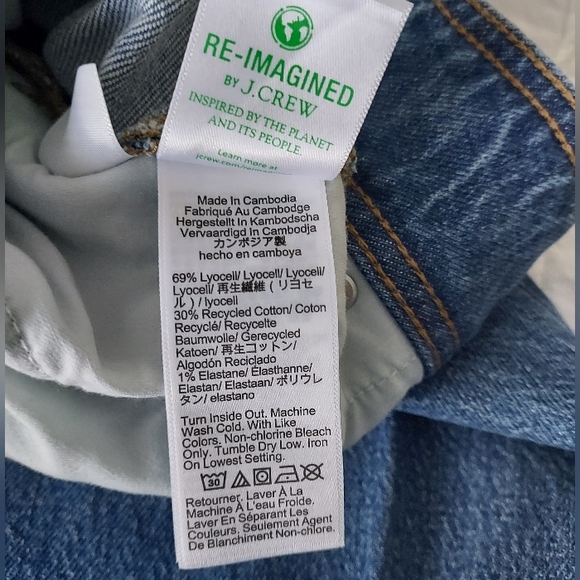 RE-IMAGINED
BY J.CREW
INSPIRED BY THE PLANET
AND ITS PEOPLE.
Learn more at
Made In Cambodia
Fabriqué Au Cambodge
Hergestellt In Kambodscha
Vervaardigd In Cambodja
カンボジア製
hecho en camboya
69% Lyocell/ Lyocell/ Lyocell/
Lyocell/ 再生繊維 ( リヨセ
ル ) / lyocell
30% Recycled Cotton/ Coton
Recyclé/ Recycelte
Baumwolle/ Gerecycled
Katoen/ 再生コットン/
Algodón Reciclado
1% Elastane/ Élasthanne/
Elastan/ Elastaan/ ポリウレ
タン/ elastano
Turn Inside Out. Machine
Wash Cold. With Like
Colors. Non-chlorine Bleach
Only. Tumble Dry Low. Iron
On Lowest Setting.
30
Retourner. Laver À La
Machine À L'eau Froide.
Laver En Séparant Les
Couleurs. Seulement Agent
De Blanchiment Non-chlore.